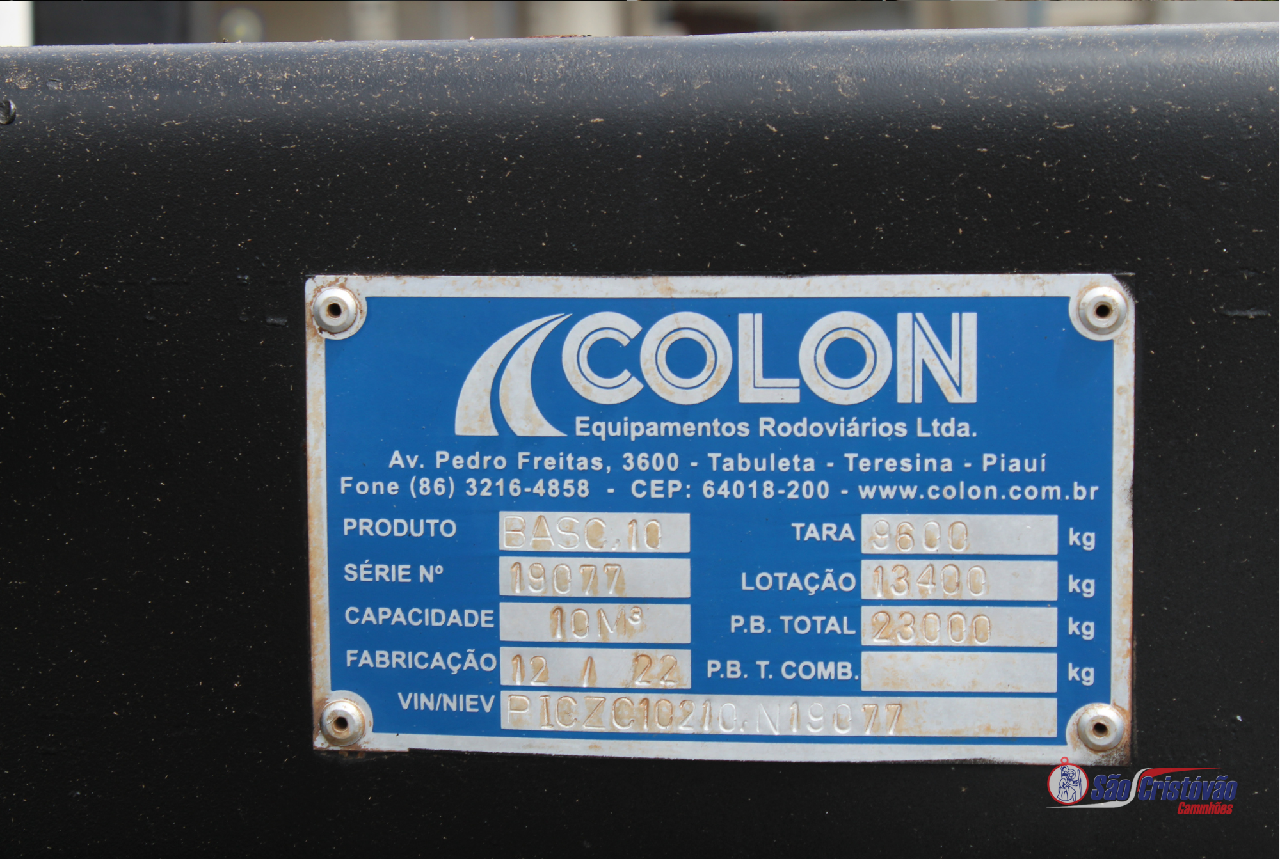 COLON
Equipamentos Rodoviários Ltda.
Av. Pedro Freitas, 3600 - Tabuleta - Teresina - Piauí
Fone (86) 3216-4858 - CEP: 64018-200 - www.colon.com.br
PRODUTO BASC.10 TARA 9600 kg
SÉRIE Nº 19077 LOTAÇÃO 13400 kg
CAPACIDADE 10M³ P.B. TOTAL 23000 kg
FABRICAÇÃO 12 / 22 P.B. T. COMB. kg
VIN/NIEV
São Cristóvão
Caminhões